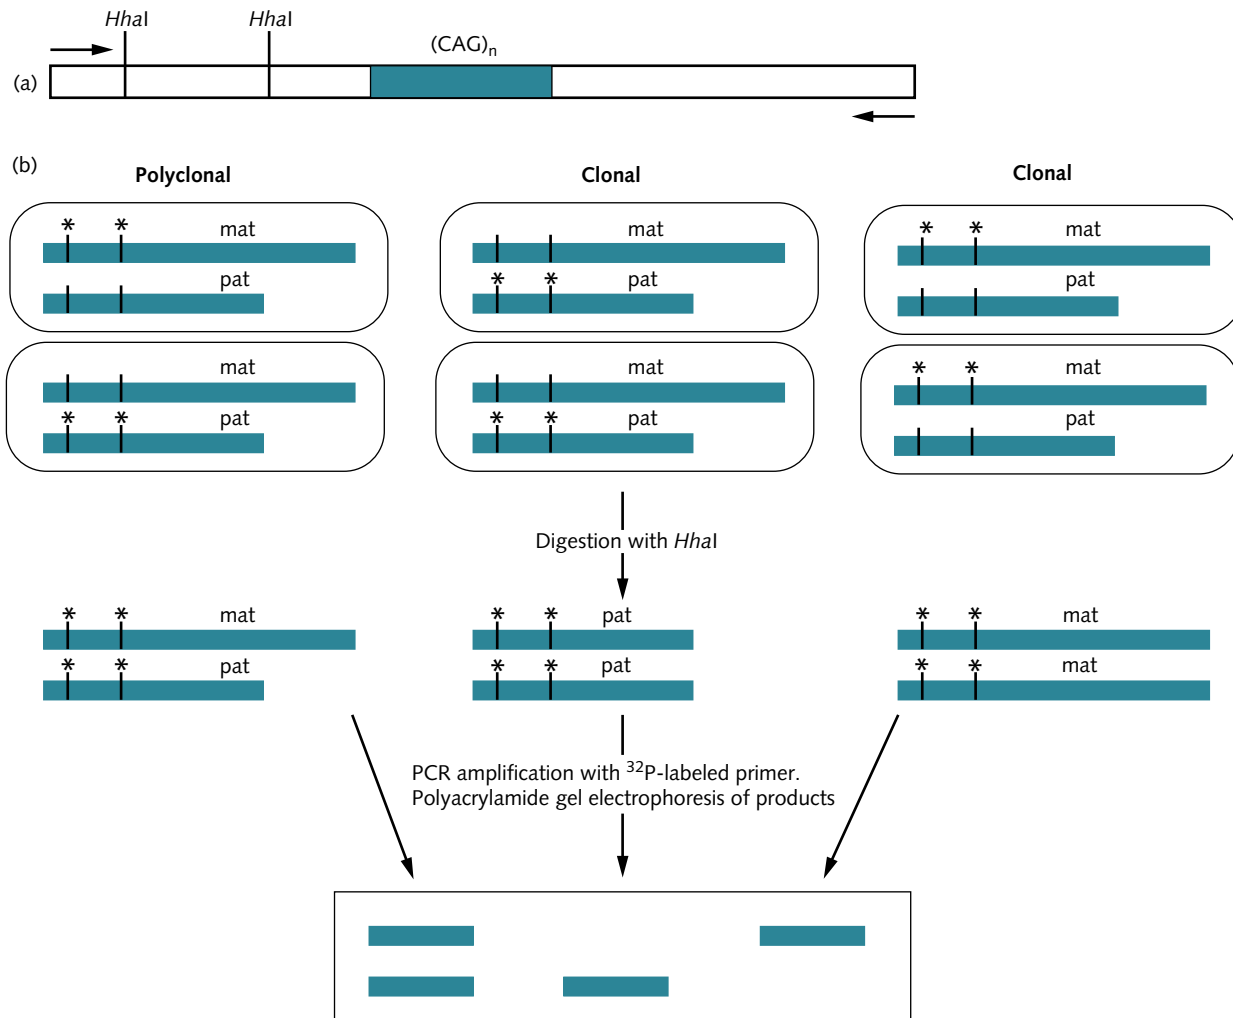 HhaI HhaI
(CAG)n
(a)
(b)
Polyclonal Clonal Clonal
* * mat
pat
mat
* * pat
mat
* * pat
mat
* * pat
* * mat
pat
* * mat
pat
Digestion with HhaI
* * mat
* * pat
* * pat
* * pat
* * mat
* * mat
PCR amplification with 32P-labeled primer.
Polyacrylamide gel electrophoresis of products